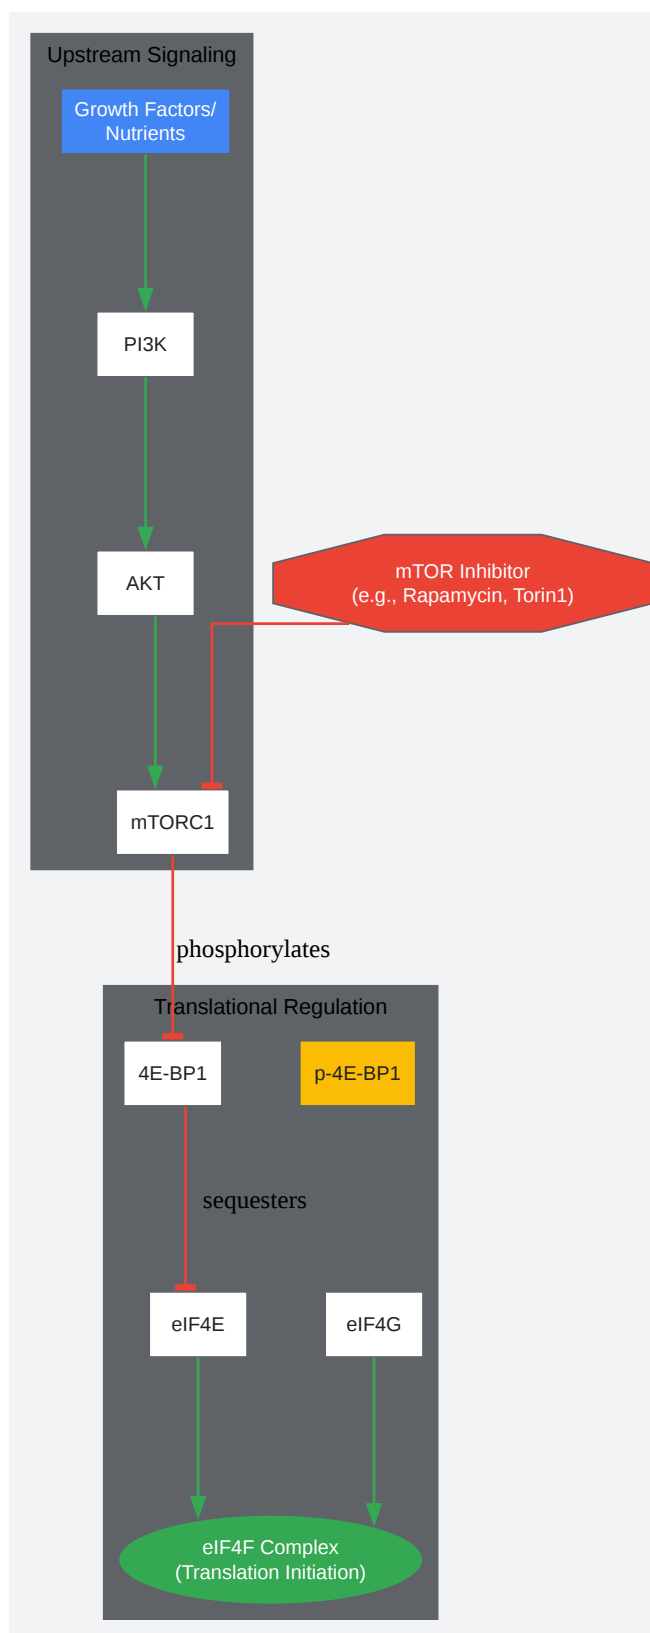 Upstream Signaling
Growth Factors/
Nutrients
PI3K
AKT
mTOR Inhibitor
(e.g., Rapamycin, Torin1)
mTORC1
phosphorylates
Translational Regulation
4E-BP1
p-4E-BP1
sequesters
eIF4E
eIF4G
eIF4F Complex
(Translation Initiation)